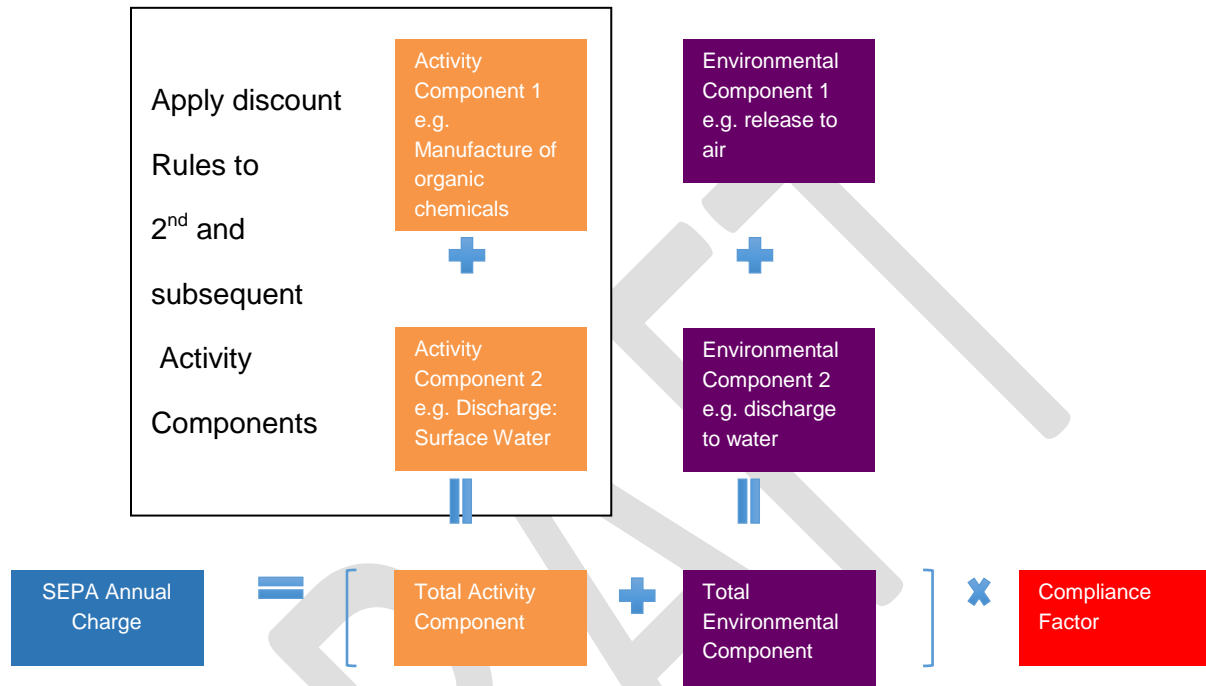 Apply discount
Rules to
2nd and
subsequent
Activity
Components
Activity
Component 1
e.g.
Manufacture of
organic
chemicals
Environmental
Component 1
e.g. release to
air
Activity
Component 2
e.g. Discharge:
Surface Water
Environmental
Component 2
e.g. discharge
to water
SEPA Annual
Charge
=
[
Total Activity
Component
+
Total
Environmental
Component
]
×
Compliance
Factor
DRAFT